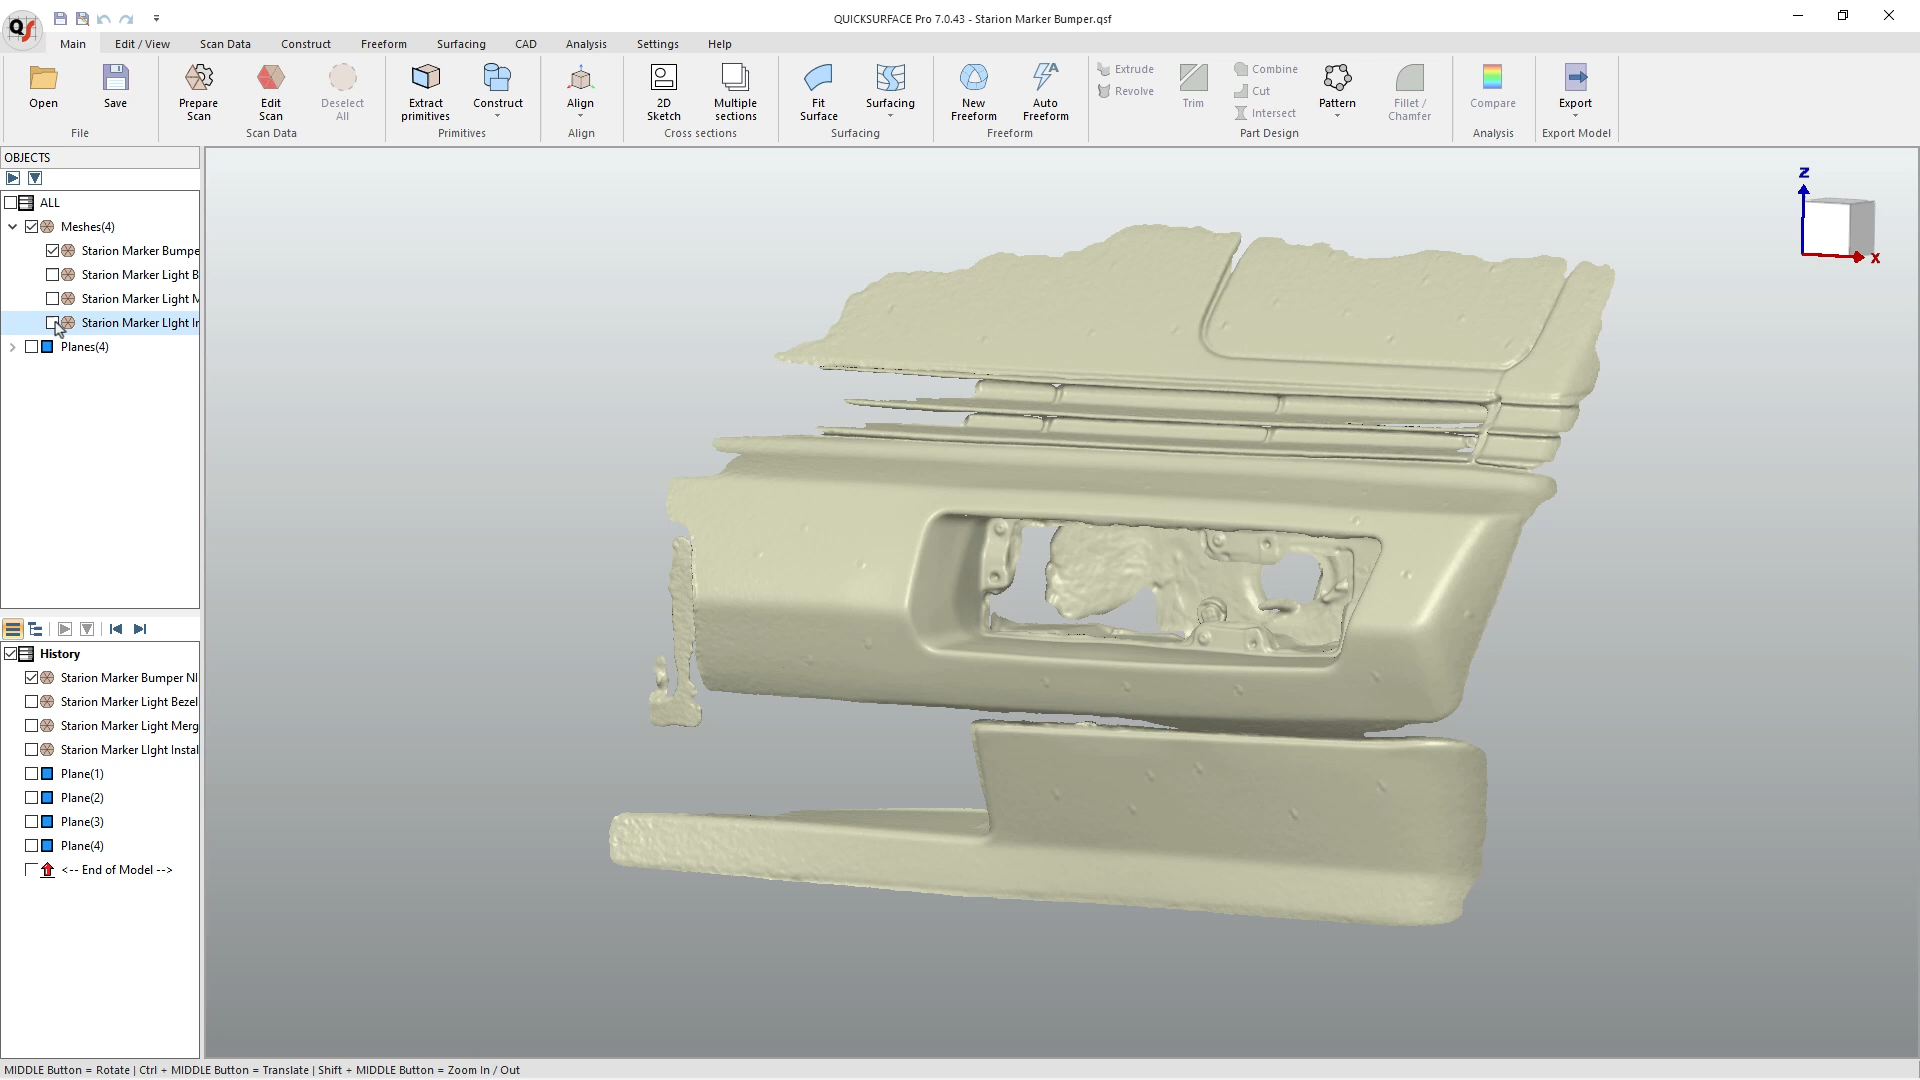 QUICKSURFACE Pro 7.0.43 - Starion Marker Bumper.qsf
Main Edit / View Scan Data Construct Freeform Surfacing CAD Analysis Settings Help
Open
Save
File
Prepare Scan
Edit Scan
Deselect All
Scan Data
Extract primitives
Construct
Primitives
Align
Align
2D Sketch
Multiple sections
Cross sections
Fit Surface
Surfacing
Surfacing
New Freeform
Auto Freeform
Freeform
Extrude
Revolve
Trim
Combine
Cut
Intersect
Pattern
Fillet / Chamfer
Part Design
Compare
Analysis
Export
Export Model
OBJECTS
ALL
Meshes(4)
Starion Marker Bumpe
Starion Marker Light B
Starion Marker Light M
Starion Marker LIght In
Planes(4)
History
Starion Marker Bumper NI
Starion Marker Light Bezel
Starion Marker Light Merg
Starion Marker LIght Instal
Plane(1)
Plane(2)
Plane(3)
Plane(4)
<-- End of Model -->
Z
X
MIDDLE Button = Rotate | Ctrl + MIDDLE Button = Translate | Shift + MIDDLE Button = Zoom In / Out